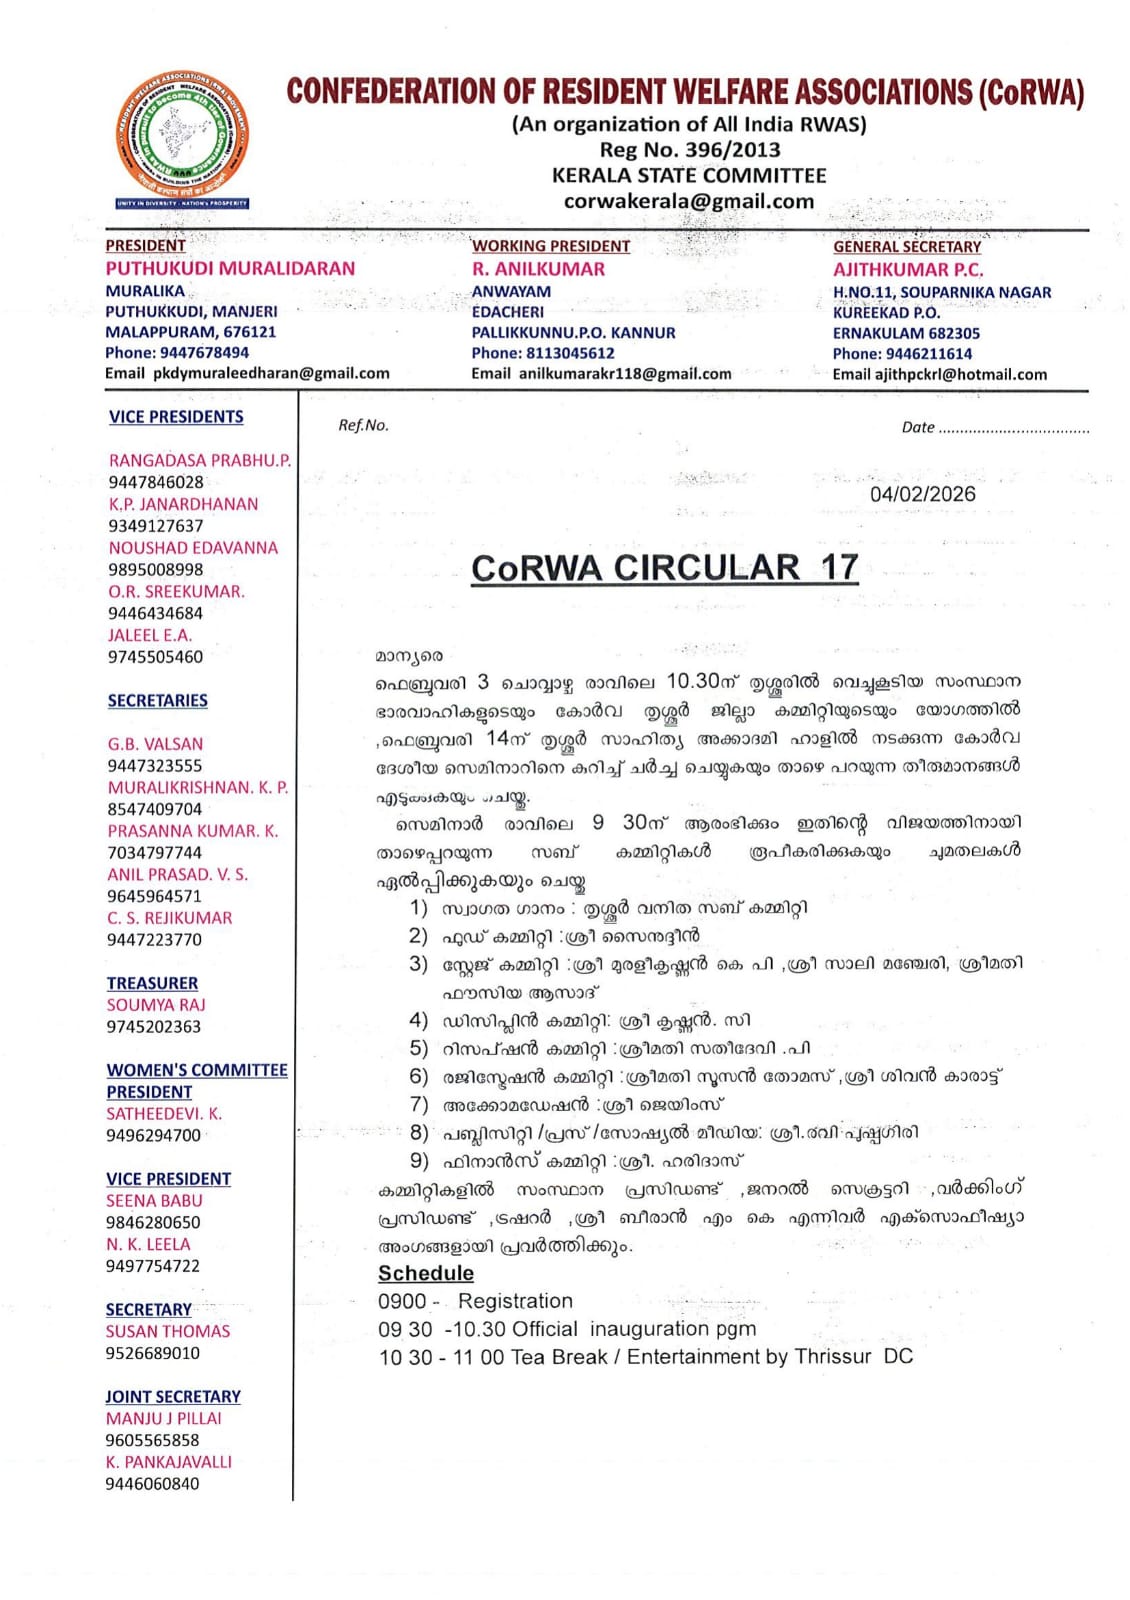 CONFEDERATION OF RESIDENT WELFARE ASSOCIATIONS (CoRWA)
(An organization of All India RWAS)
Reg No. 396/2013
KERALA STATE COMMITTEE
corwakerala@gmail.com
UNITY IN DIVERSITY - NATION'S PROSPERITY
PRESIDENT
PUTHUKUDI MURALIDARAN
MURALIKA
PUTHUKKUDI, MANJERI
MALAPPURAM, 676121
Phone: 9447678494
Email pkdymuraleedharan@gmail.com
WORKING PRESIDENT
R. ANILKUMAR
ANWAYAM
EDACHERI
PALLIKKUNNU.P.O. KANNUR
Phone: 8113045612
Email anilkumarakr118@gmail.com
GENERAL SECRETARY
AJITHKUMAR P.C.
H.NO.11, SOUPARNIKA NAGAR
KUREEKAD P.O.
ERNAKULAM 682305
Phone: 9446211614
Email ajithpckrl@hotmail.com
VICE PRESIDENTS
RANGADASA PRABHU.P.
9447846028
K.P. JANARDHANAN
9349127637
NOUSHAD EDAVANNA
9895008998
O.R. SREEKUMAR.
9446434684
JALEEL E.A.
9745505460
SECRETARIES
G.B. VALSAN
9447323555
MURALIKRISHNAN. K. P.
8547409704
PRASANNA KUMAR. K.
7034797744
ANIL PRASAD. V. S.
9645964571
C. S. REJIKUMAR
9447223770
TREASURER
SOUMYA RAJ
9745202363
WOMEN'S COMMITTEE
PRESIDENT
SATHEEDEVI. K.
9496294700
VICE PRESIDENT
SEENA BABU
9846280650
N. K. LEELA
9497754722
SECRETARY
SUSAN THOMAS
9526689010
JOINT SECRETARY
MANJU J PILLAI
9605565858
K. PANKAJAVALLI
9446060840
Ref.No.
Date ...................................
04/02/2026
CoRWA CIRCULAR 17
മാന്യരെ
ഫെബ്രുവരി 3 ചൊവ്വാഴ്ച രാവിലെ 10.30ന് തൃശ്ശൂരിൽ വെച്ചുകൂടിയ സംസ്ഥാന
ഭാരവാഹികളുടെയും കോർവ തൃശ്ശൂർ ജില്ലാ കമ്മിറ്റിയുടെയും യോഗത്തിൽ
,ഫെബ്രുവരി 14ന് തൃശ്ശൂർ സാഹിത്യ അക്കാദമി ഹാളിൽ നടക്കുന്ന കോർവ
ദേശീയ സെമിനാറിനെ കുറിച്ച് ചർച്ച ചെയ്യുകയും താഴെ പറയുന്ന തീരുമാനങ്ങൾ
എടുക്കുകയും ചെയ്തു.
സെമിനാർ രാവിലെ 9 30ന് ആരംഭിക്കും ഇതിന്റെ വിജയത്തിനായി
താഴെപ്പറയുന്ന സബ് കമ്മിറ്റികൾ രൂപീകരിക്കുകയും ചുമതലകൾ
ഏൽപ്പിക്കുകയും ചെയ്തു
1) സ്വാഗത ഗാനം : തൃശ്ശൂർ വനിത സബ് കമ്മിറ്റി
2) ഫുഡ് കമ്മിറ്റി :ശ്രീ സൈനുദ്ദീൻ
3) സ്റ്റേജ് കമ്മിറ്റി :ശ്രീ മുരളീകൃഷ്ണൻ കെ പി ,ശ്രീ സാലി മഞ്ചേരി, ശ്രീമതി
ഫൗസിയ ആസാദ്
4) ഡിസിപ്ലിൻ കമ്മിറ്റി: ശ്രീ കൃഷ്ണൻ. സി
5) റിസപ്ഷൻ കമ്മിറ്റി :ശ്രീമതി സതീദേവി .പി
6) രജിസ്ട്രേഷൻ കമ്മിറ്റി :ശ്രീമതി സൂസൻ തോമസ് ,ശ്രീ ശിവൻ കാരാട്ട്
7) അക്കോമഡേഷൻ :ശ്രീ ജെയിംസ്
8) പബ്ലിസിറ്റി /പ്രസ് /സോഷ്യൽ മീഡിയ: ശ്രീ.രവി പുഷ്പഗിരി
9) ഫിനാൻസ് കമ്മിറ്റി :ശ്രീ. ഹരിദാസ്
കമ്മിറ്റികളിൽ സംസ്ഥാന പ്രസിഡണ്ട് ,ജനറൽ സെക്രട്ടറി ,വർക്കിംഗ്
പ്രസിഡണ്ട് ,ട്രഷറർ ,ശ്രീ ബീരാൻ എം കെ എന്നിവർ എക്സൊഫീഷ്യാ
അംഗങ്ങളായി പ്രവർത്തിക്കും.
Schedule
0900 - Registration
09 30 -10.30 Official inauguration pgm
10 30 - 11 00 Tea Break / Entertainment by Thrissur DC